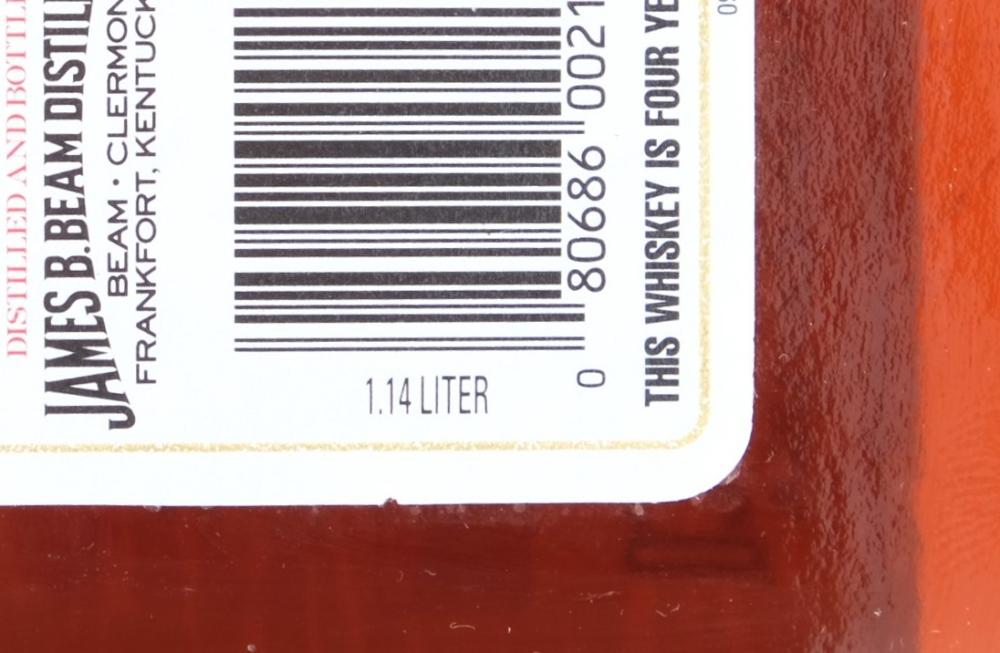 DISTILLED AND BOTTL
JAMES B. BEAM DISTILL
BEAM • CLERMON
FRANKFORT, KENTUCK
0 80686 0021
THIS WHISKEY IS FOUR YE
09
1.14 LITER